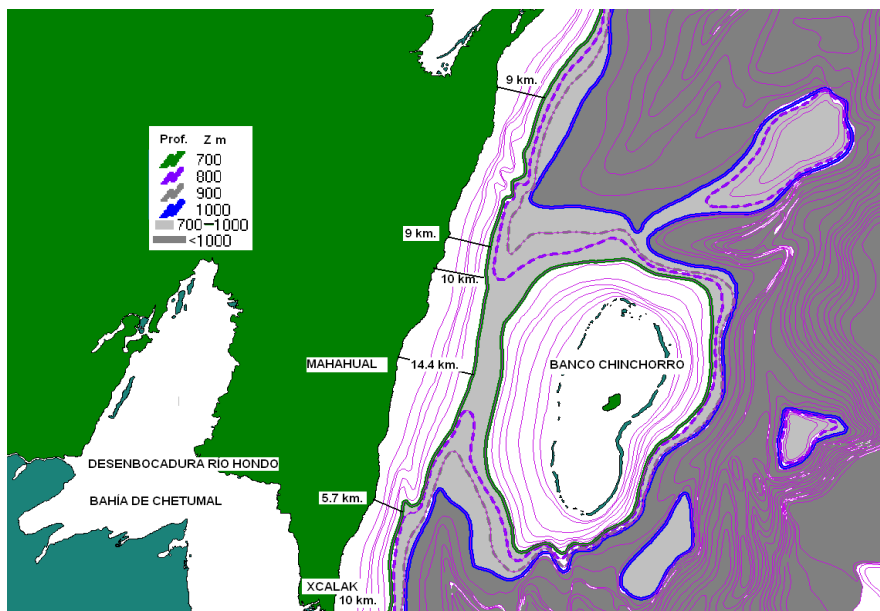 9 km.
Prof. Z m
700
800
900
1000
700-1000
<1000
9 km.
10 km.
MAHAHUAL
14.4 km.
BANCO CHINCHORRO
DESENBOCADURA RÍO HONDO
BAHÍA DE CHETUMAL
5.7 km.
XCALAK
10 km.